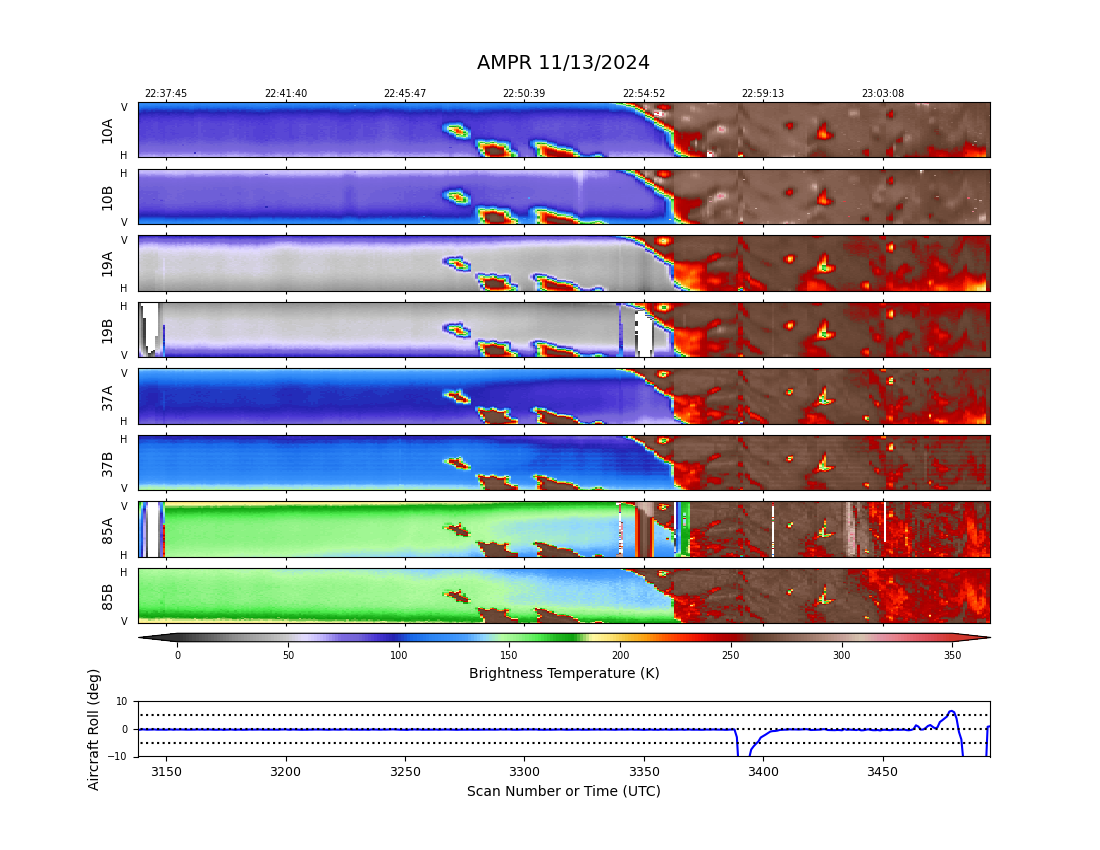 AMPR 11/13/2024
22:37:45 22:41:40 22:45:47 22:50:39 22:54:52 22:59:13 23:03:08
V
10A
H
H
10B
V
V
19A
H
H
19B
V
V
37A
H
H
37B
V
V
85A
H
H
85B
V
0 50 100 150 200 250 300 350
Brightness Temperature (K)
Aircraft Roll (deg)
10
0
−10
3150 3200 3250 3300 3350 3400 3450
Scan Number or Time (UTC)